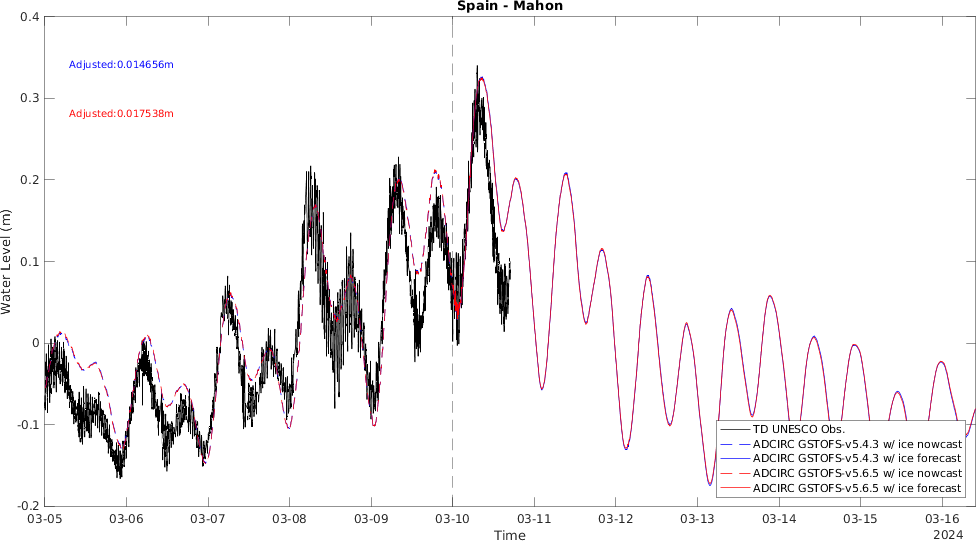 Spain - Mahon
0.4
0.3
0.2
0.1
0
-0.1
-0.2
Water Level (m)
Adjusted:0.014656m
Adjusted:0.017538m
TD UNESCO Obs.
ADCIRC GSTOFS-v5.4.3 w/ ice nowcast
ADCIRC GSTOFS-v5.4.3 w/ ice forecast
ADCIRC GSTOFS-v5.6.5 w/ ice nowcast
ADCIRC GSTOFS-v5.6.5 w/ ice forecast
03-05 03-06 03-07 03-08 03-09 03-10 03-11 03-12 03-13 03-14 03-15 03-16
Time
2024